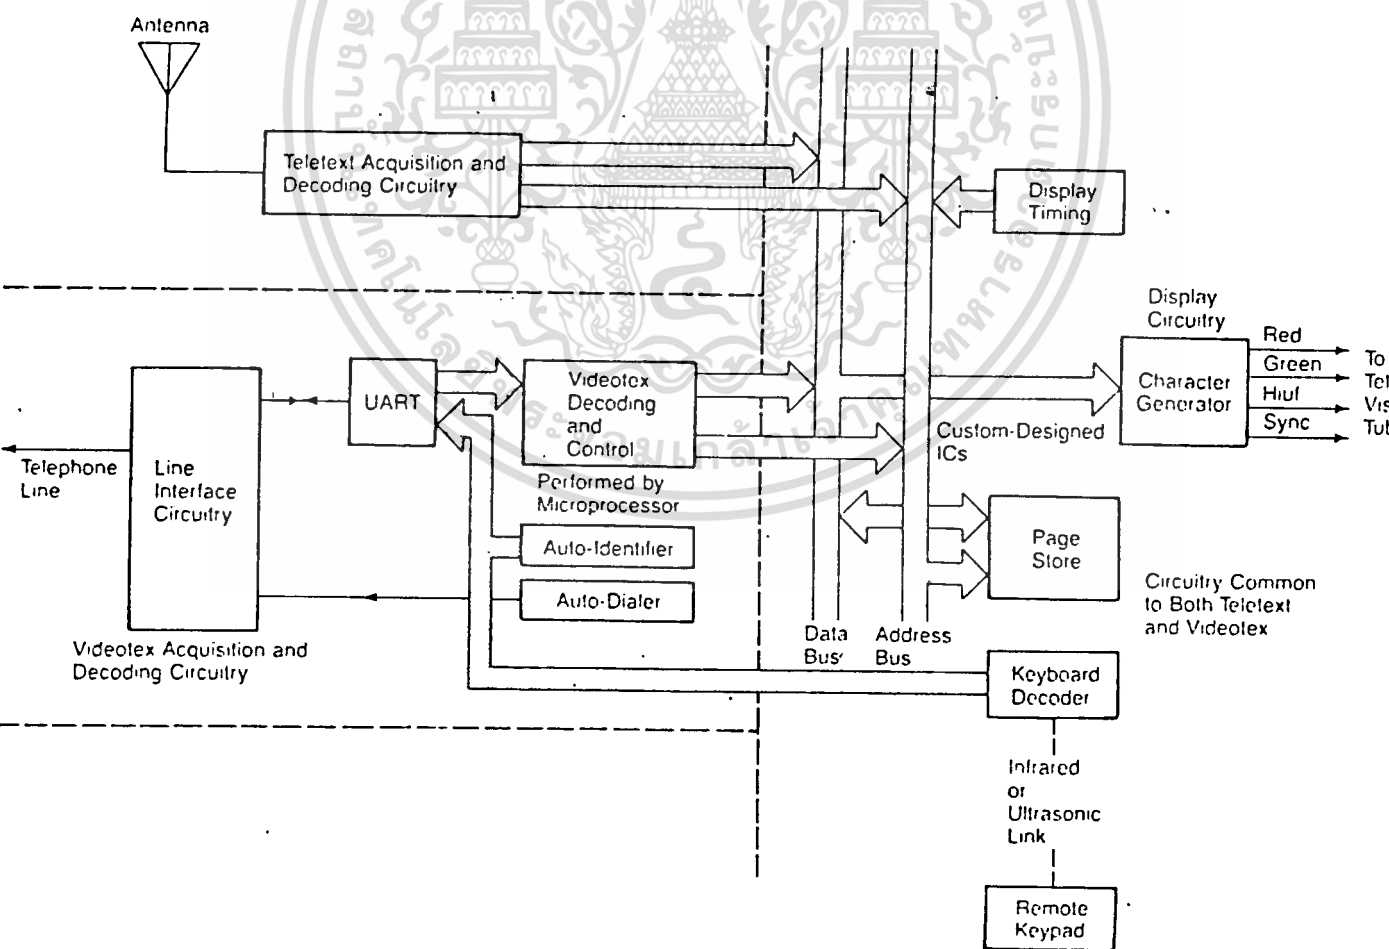 Antenna
Teletext Acquisition and
Decoding Circuitry
Display
Timing
Display
Circuitry
Red
Green
Sync
To
Tel
Vis
Tub
Character
Generator
UART
Videotex
Decoding
and
Control
Custom-Designed
ICs
Telephone
Line
Line
Interface
Circuitry
Performed by
Microprocessor
Auto-Identifier
Auto-Dialer
Page
Store
Circuitry Common
to Both Teletext
and Videotex
Data
Bus
Address
Bus
Videotex Acquisition and
Decoding Circuitry
Keyboard
Decoder
Infrared
or
Ultrasonic
Link
Remote
Keypad